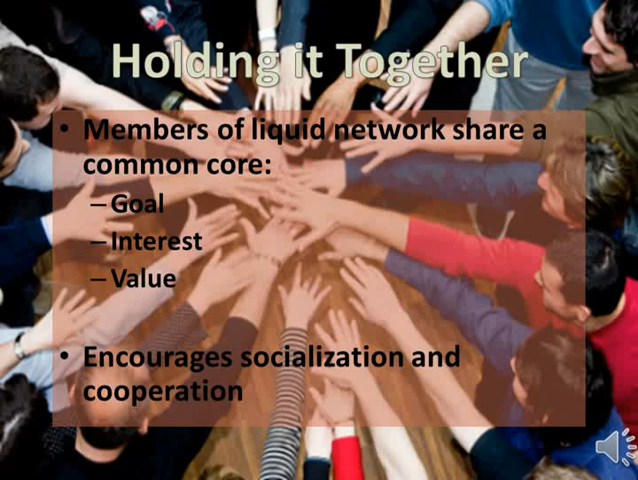 Holding it Together
• Members of liquid network share a
common core:
–Goal
–Interest
–Value
• Encourages socialization and
cooperation